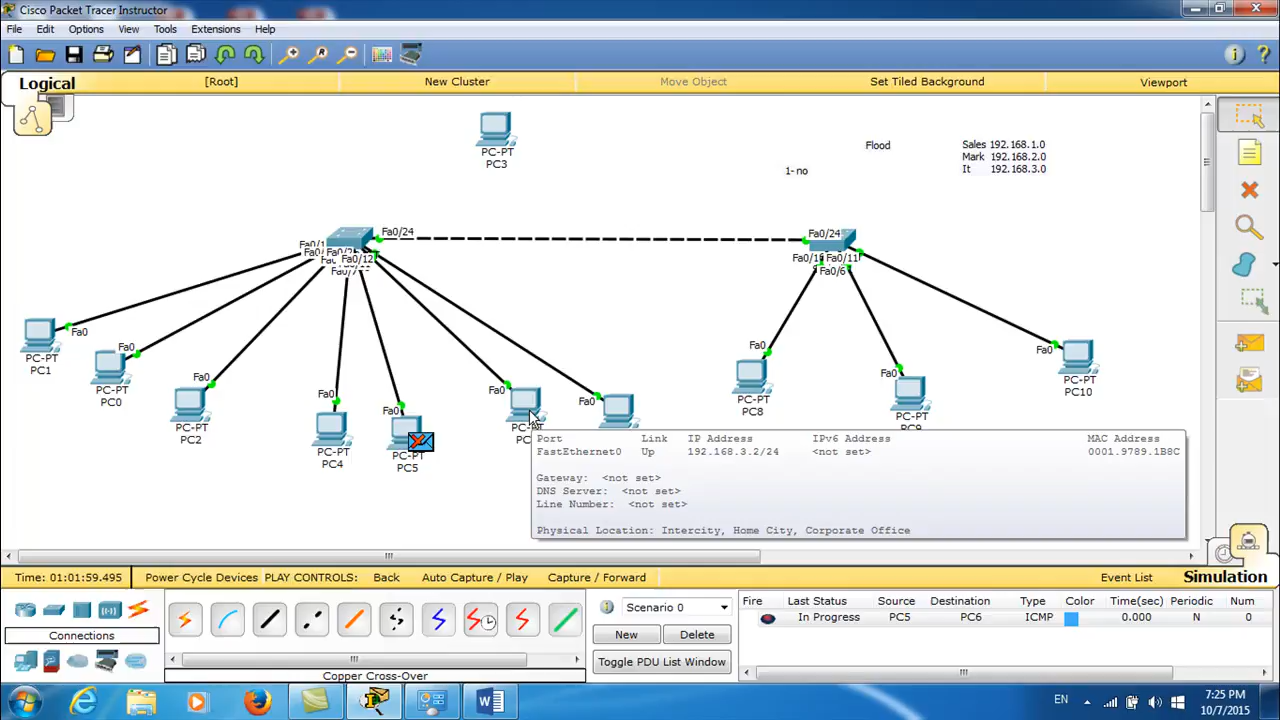 Cisco Packet Tracer Instructor
File Edit Options View Tools Extensions Help
Logical
[Root]
New Cluster
Move Object
Set Tiled Background
Viewport
PC-PT
PC3
Flood
Sales 192.168.1.0
Mark 192.168.2.0
It 192.168.3.0
1- no
Fa0/24
Fa0/12
Fa0/24
Fa0/11
Fa0/6
Fa0
PC-PT
PC1
Fa0
PC-PT
PC0
Fa0
PC-PT
PC2
Fa0
PC-PT
PC4
Fa0
PC-PT
PC5
Fa0
Fa0
Fa0
PC-PT
PC8
Fa0
PC-PT
PC9
Fa0
PC-PT
PC10
Port Link IP Address IPv6 Address MAC Address
FastEthernet0 Up 192.168.3.2/24 <not set> 0001.9789.1B8C
Gateway: <not set>
DNS Server: <not set>
Line Number: <not set>
Physical Location: Intercity, Home City, Corporate Office
Time: 01:01:59.495 Power Cycle Devices PLAY CONTROLS: Back Auto Capture / Play Capture / Forward Event List Simulation
Connections
Copper Cross-Over
Scenario 0
New
Delete
Toggle PDU List Window
Fire Last Status Source Destination Type Color Time(sec) Periodic Num
In Progress PC5 PC6 ICMP 0.000 N 0
EN
7:25 PM
10/7/2015